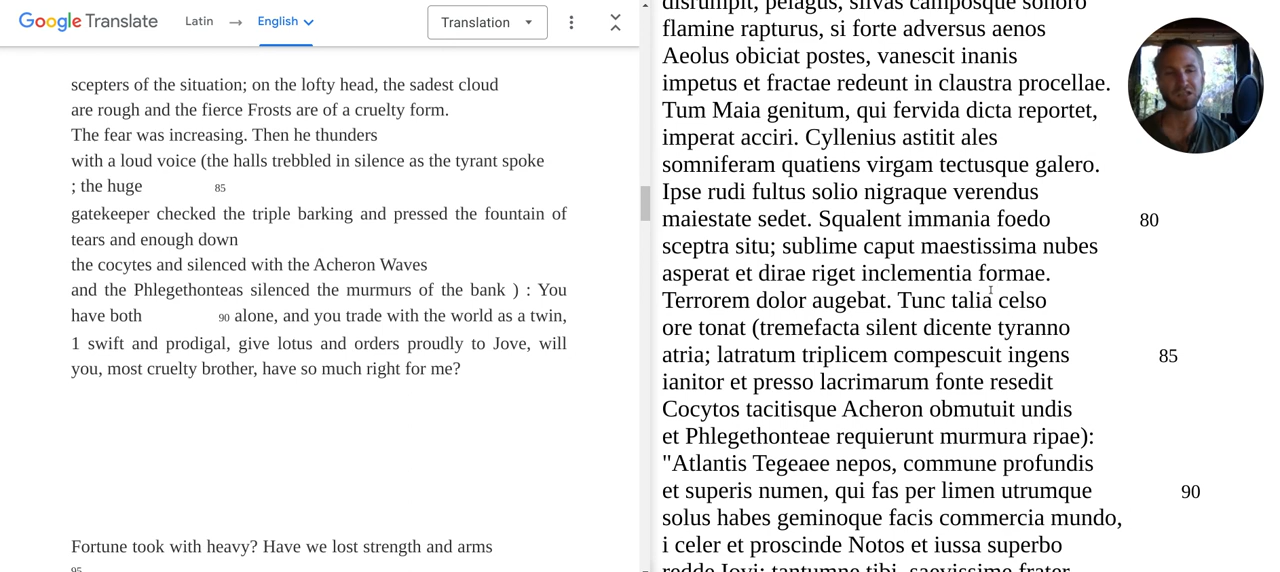 Google Translate Latin → English Translation
scepters of the situation; on the lofty head, the sadest cloud
are rough and the fierce Frosts are of a cruelty form.
The fear was increasing. Then he thunders
with a loud voice (the halls trebbled in silence as the tyrant spoke
; the huge 85
gatekeeper checked the triple barking and pressed the fountain of
tears and enough down
the cocytes and silenced with the Acheron Waves
and the Phlegethonteas silenced the murmurs of the bank ) : You
have both 90 alone, and you trade with the world as a twin,
1 swift and prodigal, give lotus and orders proudly to Jove, will
you, most cruelty brother, have so much right for me?
Fortune took with heavy? Have we lost strength and arms
95
disrumpit, pelagus, silvas camposque sonoro
flamine rapturus, si forte adversus aenos
Aeolus obiciat postes, vanescit inanis
impetus et fractae redeunt in claustra procellae.
Tum Maia genitum, qui fervida dicta reportet,
imperat acciri. Cyllenius astitit ales
somniferam quatiens virgam tectusque galero.
Ipse rudi fultus solio nigraque verendus
maiestate sedet. Squalent immania foedo 80
sceptra situ; sublime caput maestissima nubes
asperat et dirae riget inclementia formae.
Terrorem dolor augebat. Tunc talia celso
ore tonat (tremefacta silent dicente tyranno
atria; latratum triplicem compescuit ingens 85
ianitor et presso lacrimarum fonte resedit
Cocytos tacitisque Acheron obmutuit undis
et Phlegethonteae requierunt murmura ripae):
"Atlantis Tegeaee nepos, commune profundis
et superis numen, qui fas per limen utrumque 90
solus habes geminoque facis commercia mundo,
i celer et proscinde Notos et iussa superbo
redde Iovi: tantumne tibi, saevissime frater